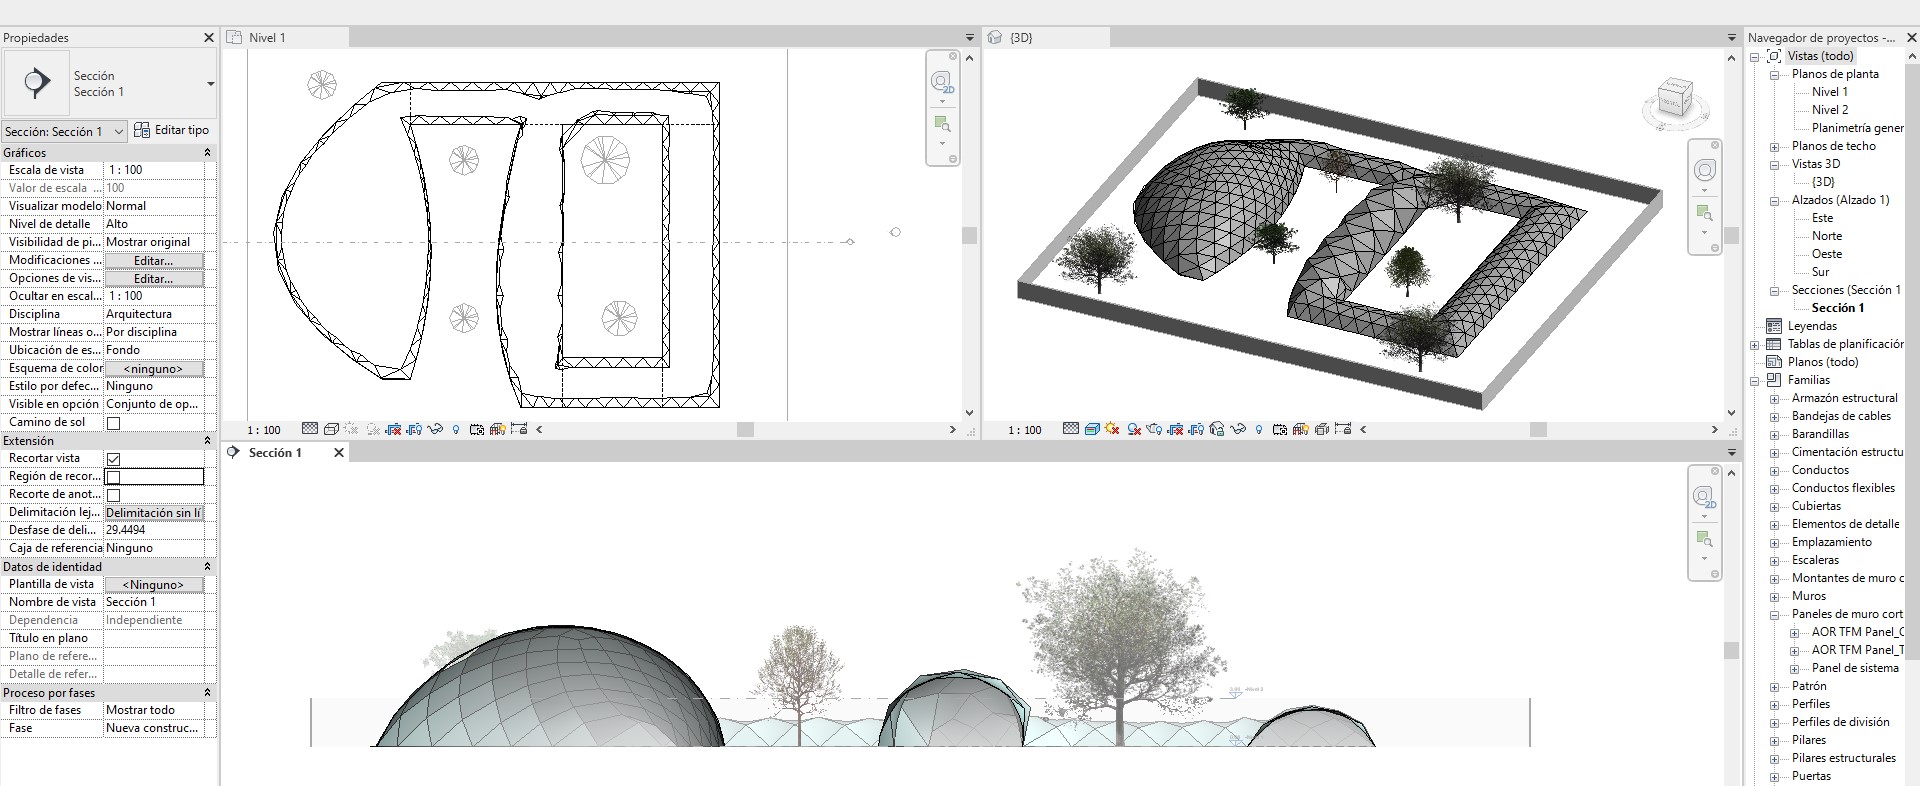 Propiedades
Sección
Sección 1
Sección: Sección 1
Editar tipo
Gráficos
Escala de vista 1 : 100
Valor de escala ... 100
Visualizar modelo Normal
Nivel de detalle Alto
Visibilidad de pi... Mostrar original
Modificaciones ... Editar...
Opciones de vis... Editar...
Ocultar en escal... 1 : 100
Disciplina Arquitectura
Mostrar líneas o... Por disciplina
Ubicación de es... Fondo
Esquema de color <ninguno>
Estilo por defec... Ninguno
Visible en opción Conjunto de op...
Camino de sol
Extensión
Recortar vista
Región de recor...
Recorte de anot...
Delimitación lej... Delimitación sin lí
Desfase de deli... 29.4494
Caja de referencia Ninguno
Datos de identidad
Plantilla de vista <Ninguno>
Nombre de vista Sección 1
Dependencia Independiente
Título en plano
Plano de refere...
Detalle de refer...
Proceso por fases
Filtro de fases Mostrar todo
Fase Nueva construc...
Nivel 1
2D
1 : 100
{3D}
1 : 100
Sección 1
2D
Navegador de proyectos -...
Vistas (todo)
Planos de planta
Nivel 1
Nivel 2
Planimetría gener
Planos de techo
Vistas 3D
{3D}
Alzados (Alzado 1)
Este
Norte
Oeste
Sur
Secciones (Sección 1
Sección 1
Leyendas
Tablas de planificación
Planos (todo)
Familias
Armazón estructural
Bandejas de cables
Barandillas
Cimentación estructu
Conductos
Conductos flexibles
Cubiertas
Elementos de detalle
Emplazamiento
Escaleras
Montantes de muro c
Muros
Paneles de muro cort
AOR TFM Panel_C
AOR TFM Panel_T
Panel de sistema
Patrón
Perfiles
Perfiles de división
Pilares
Pilares estructurales
Puertas